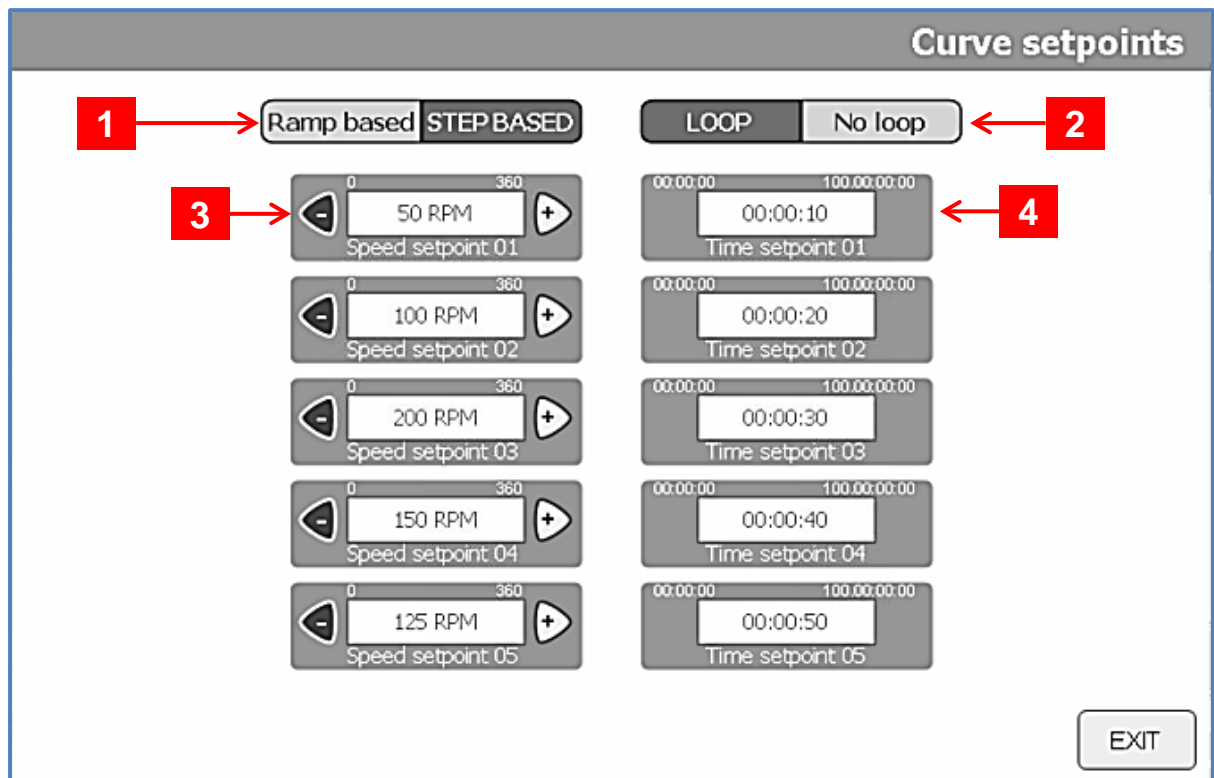 Curve setpoints
1 Ramp based STEP BASED LOOP No loop 2
0 360 00:00:00 100.00:00:00
3 - 50 RPM + 00:00:10 4
Speed setpoint 01 Time setpoint 01
0 360 00:00:00 100.00:00:00
- 100 RPM + 00:00:20
Speed setpoint 02 Time setpoint 02
0 360 00:00:00 100.00:00:00
- 200 RPM + 00:00:30
Speed setpoint 03 Time setpoint 03
0 360 00:00:00 100.00:00:00
- 150 RPM + 00:00:40
Speed setpoint 04 Time setpoint 04
0 360 00:00:00 100.00:00:00
- 125 RPM + 00:00:50
Speed setpoint 05 Time setpoint 05
EXIT